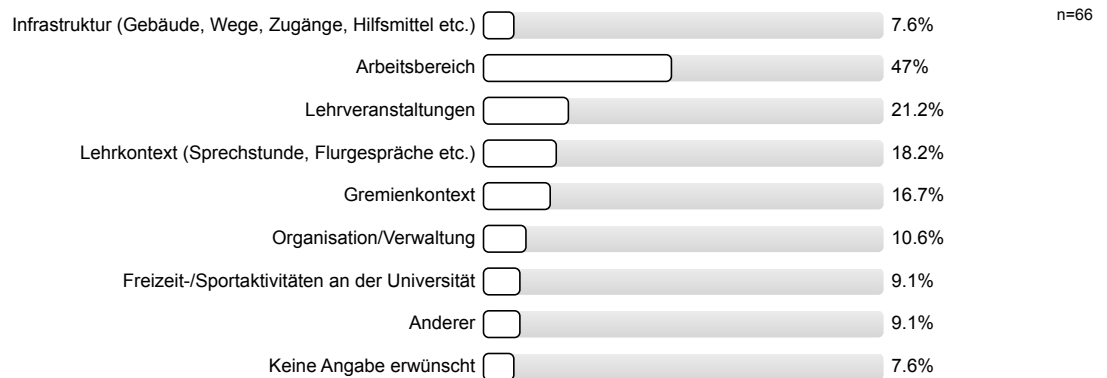 Infrastruktur (Gebäude, Wege, Zugänge, Hilfsmittel etc.) 7.6% n=66
Arbeitsbereich 47%
Lehrveranstaltungen 21.2%
Lehrkontext (Sprechstunde, Flurgespräche etc.) 18.2%
Gremienkontext 16.7%
Organisation/Verwaltung 10.6%
Freizeit-/Sportaktivitäten an der Universität 9.1%
Anderer 9.1%
Keine Angabe erwünscht 7.6%